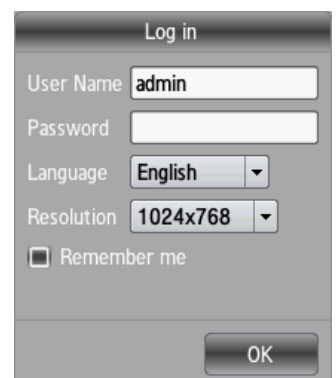 Log in
User Name admin
Password
Language English
Resolution 1024x768
Remember me
OK